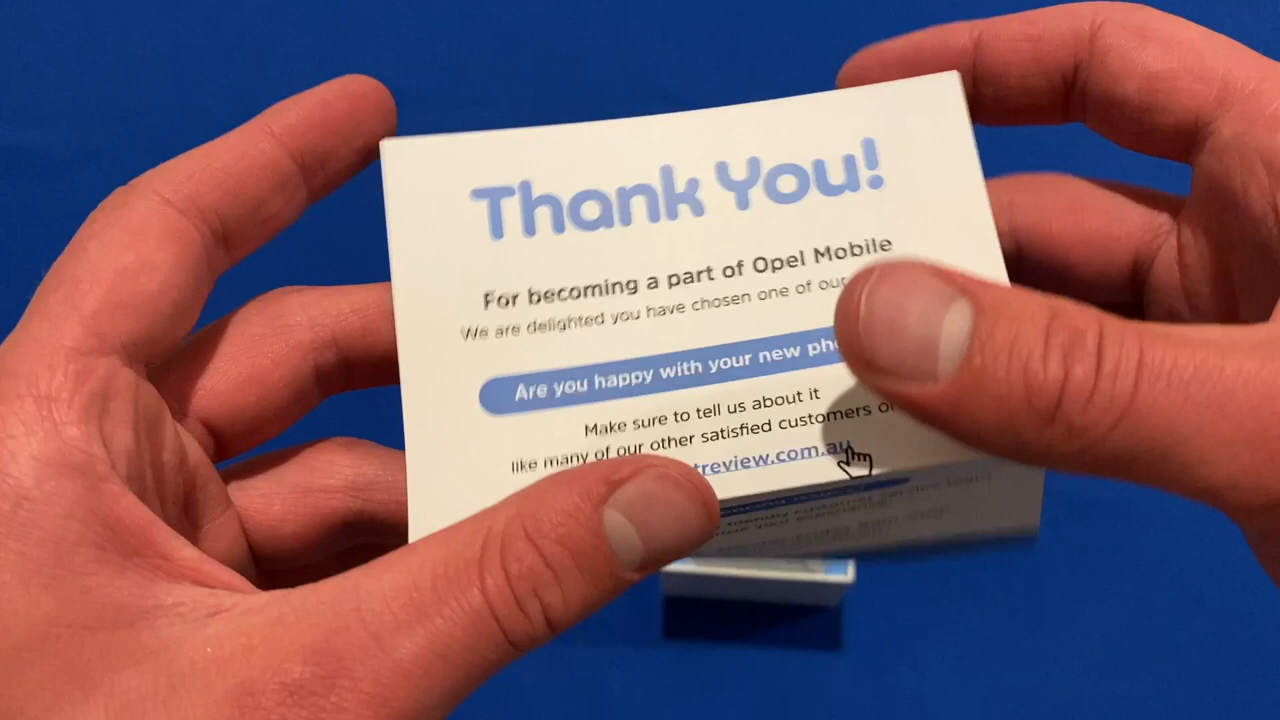 Thank You!
For becoming a part of Opel Mobile
We are delighted you have chosen one of our
Are you happy with your new
Make sure to tell us about it
like many of our other satisfied customers
treview.com.au